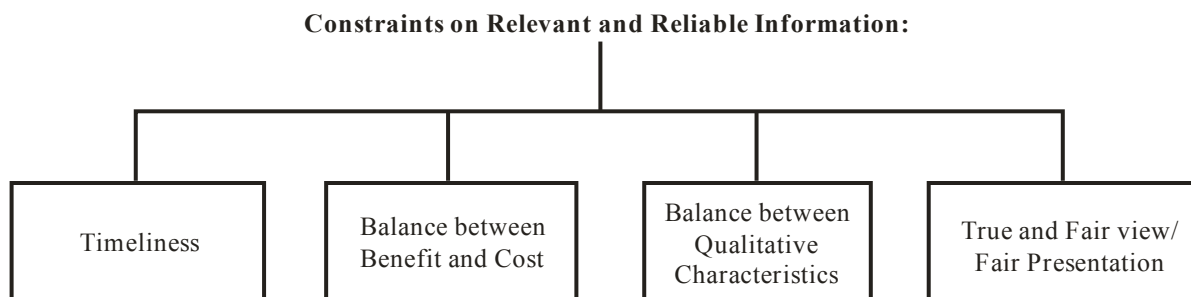 Constraints on Relevant and Reliable Information:
Timeliness
Balance between
Benefit and Cost
Balance between
Qualitative
Characteristics
True and Fair view/
Fair Presentation